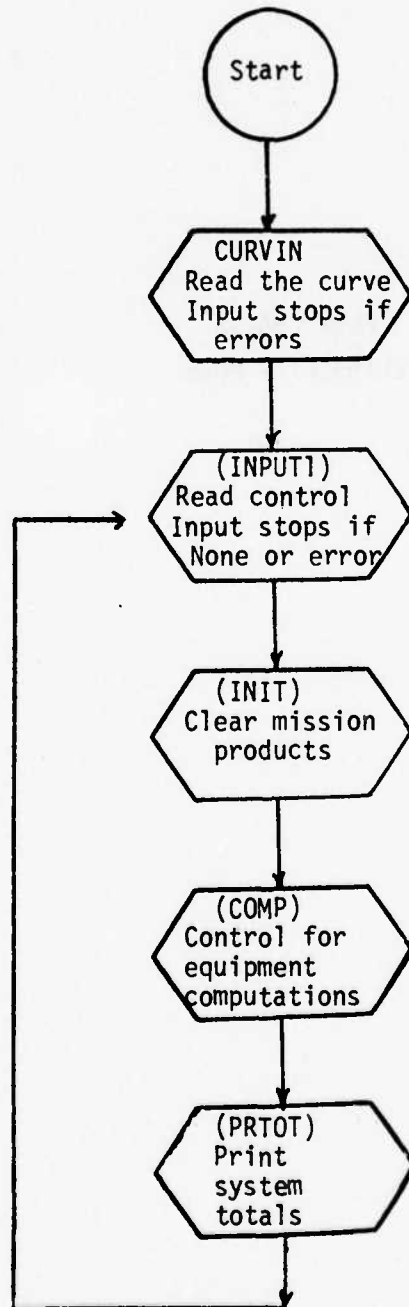 Start
CURVIN
Read the curve
Input stops if
errors
(INPUT1)
Read control
Input stops if
None or error
(INIT)
Clear mission
products
(COMP)
Control for
equipment
computations
(PRTOT)
Print
system
totals